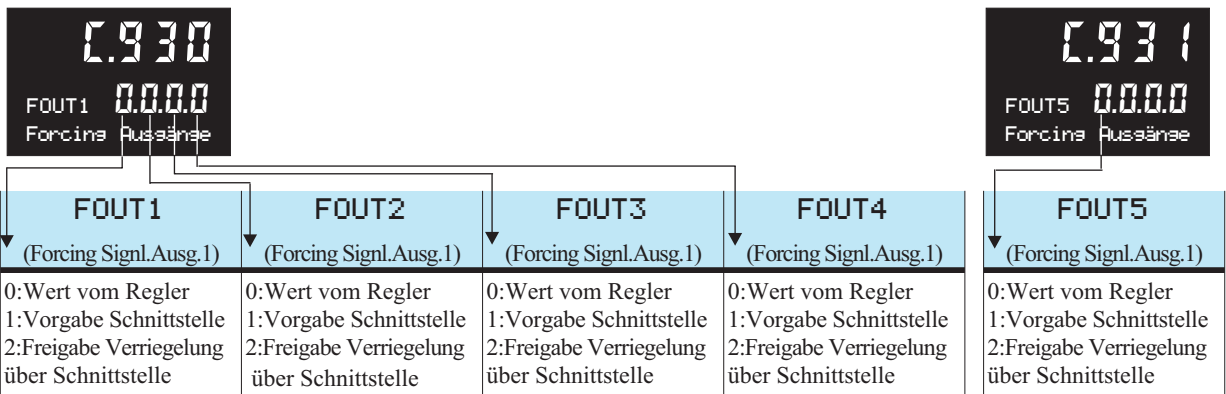 C.930
FOUT1 0.0.0.0
Forcing Ausgänge
C.931
FOUT5 0.0.0.0
Forcing Ausgänge
FOUT1
(Forcing Signl.Ausg.1)
0:Wert vom Regler
1:Vorgabe Schnittstelle
2:Freigabe Verriegelung
über Schnittstelle
FOUT2
(Forcing Signl.Ausg.1)
0:Wert vom Regler
1:Vorgabe Schnittstelle
2:Freigabe Verriegelung
über Schnittstelle
FOUT3
(Forcing Signl.Ausg.1)
0:Wert vom Regler
1:Vorgabe Schnittstelle
2:Freigabe Verriegelung
über Schnittstelle
FOUT4
(Forcing Signl.Ausg.1)
0:Wert vom Regler
1:Vorgabe Schnittstelle
2:Freigabe Verriegelung
über Schnittstelle
FOUT5
(Forcing Signl.Ausg.1)
0:Wert vom Regler
1:Vorgabe Schnittstelle
2:Freigabe Verriegelung
über Schnittstelle